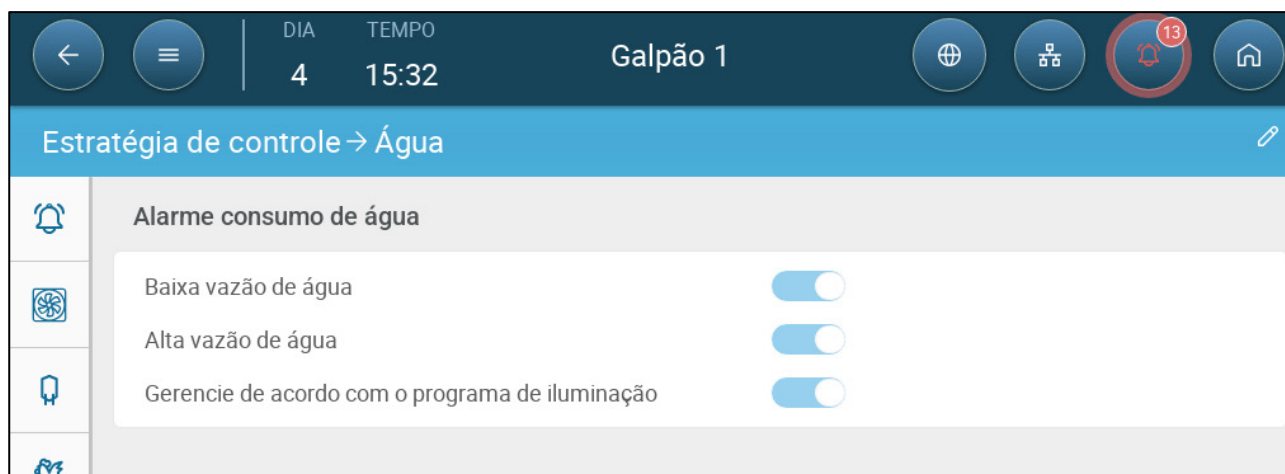 DIA TEMPO
4 15:32
Galpão 1
13
Estratégia de controle → Água
Alarme consumo de água
Baixa vazão de água
Alta vazão de água
Gerencie de acordo com o programa de iluminação